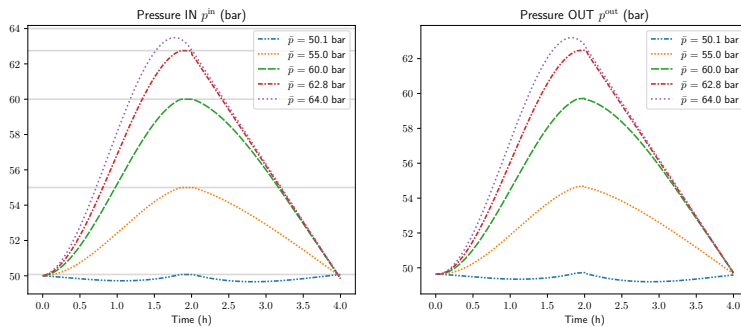 Pressure IN p^in (bar)
64
62
60
58
56
54
52
50
0.0 0.5 1.0 1.5 2.0 2.5 3.0 3.5 4.0
Time (h)
p̄ = 50.1 bar
p̄ = 55.0 bar
p̄ = 60.0 bar
p̄ = 62.8 bar
p̄ = 64.0 bar
Pressure OUT p^out (bar)
62
60
58
56
54
52
50
0.0 0.5 1.0 1.5 2.0 2.5 3.0 3.5 4.0
Time (h)
p̄ = 50.1 bar
p̄ = 55.0 bar
p̄ = 60.0 bar
p̄ = 62.8 bar
p̄ = 64.0 bar